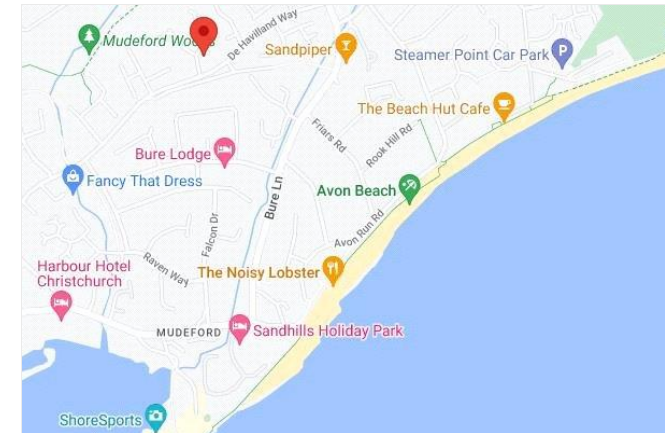 De Havilland Way
Mudeford Woods
Sandpiper
Steamer Point Car Park
P
The Beach Hut Cafe
Friars Rd
Rook Hill Rd
Bure Lodge
Fancy That Dress
Bure Ln
Avon Beach
Falcon Dr
Avon Run Rd
Raven Way
Harbour Hotel
Christchurch
The Noisy Lobster
MUDEFORD
Sandhills Holiday Park
ShoreSports